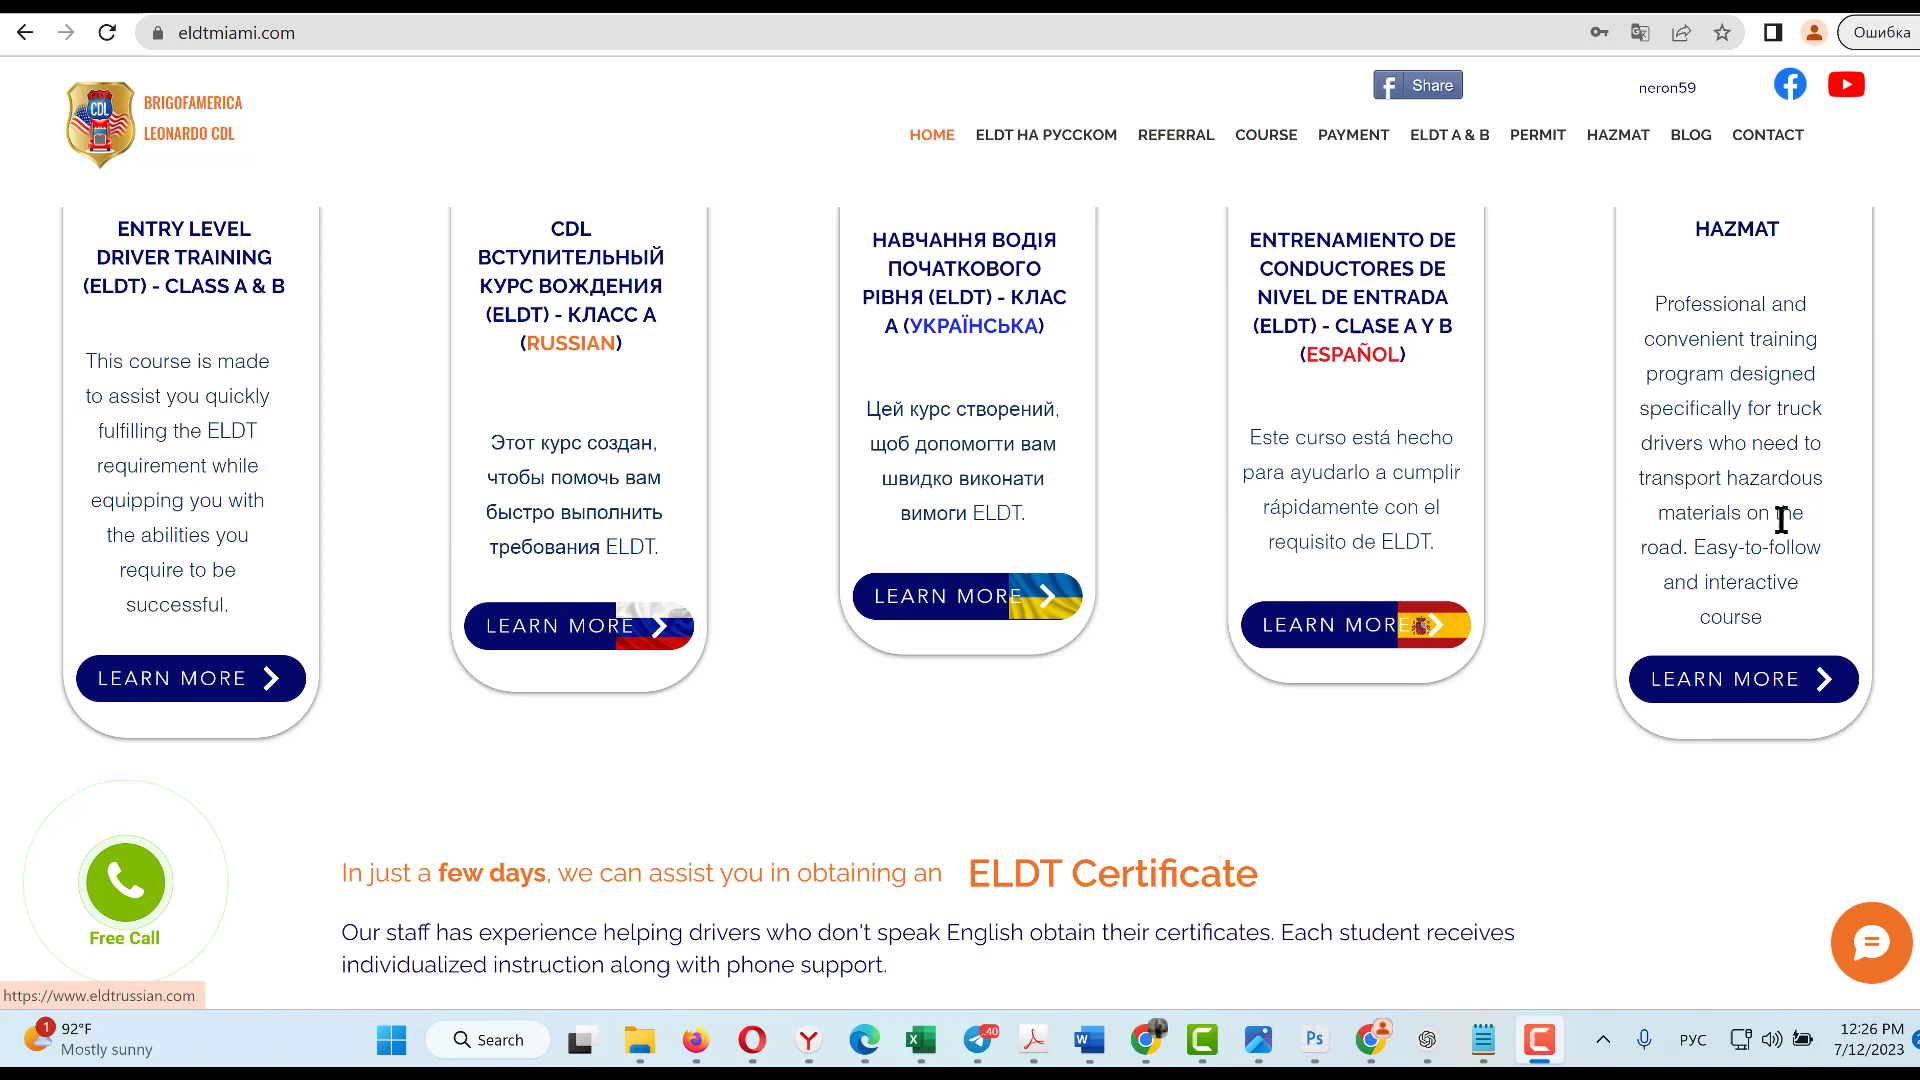 eldtmiami.com
Ошибка
BRIGOFAMERICA
LEONARDO CDL
CDL
Share
neron59
HOME ELDT НА РУССКОМ REFERRAL COURSE PAYMENT ELDT A & B PERMIT HAZMAT BLOG CONTACT
ENTRY LEVEL
DRIVER TRAINING
(ELDT) - CLASS A & B
This course is made
to assist you quickly
fulfilling the ELDT
requirement while
equipping you with
the abilities you
require to be
successful.
LEARN MORE
CDL
ВСТУПИТЕЛЬНЫЙ
КУРС ВОЖДЕНИЯ
(ELDT) - КЛАСС А
(RUSSIAN)
Этот курс создан,
чтобы помочь вам
быстро выполнить
требования ELDT.
LEARN MORE
НАВЧАННЯ ВОДІЯ
ПОЧАТКОВОГО
РІВНЯ (ELDT) - КЛАС
А (УКРАЇНСЬКА)
Цей курс створений,
щоб допомогти вам
швидко виконати
вимоги ELDT.
LEARN MORE
ENTRENAMIENTO DE
CONDUCTORES DE
NIVEL DE ENTRADA
(ELDT) - CLASE A Y B
(ESPAÑOL)
Este curso está hecho
para ayudarlo a cumplir
rápidamente con el
requisito de ELDT.
LEARN MORE
HAZMAT
Professional and
convenient training
program designed
specifically for truck
drivers who need to
transport hazardous
materials on the
road. Easy-to-follow
and interactive
course
LEARN MORE
Free Call
In just a few days, we can assist you in obtaining an ELDT Certificate
Our staff has experience helping drivers who don't speak English obtain their certificates. Each student receives
individualized instruction along with phone support.
https://www.eldtrussian.com
1
92°F
Mostly sunny
Search
40
Ps
РУС
12:26 PM
7/12/2023